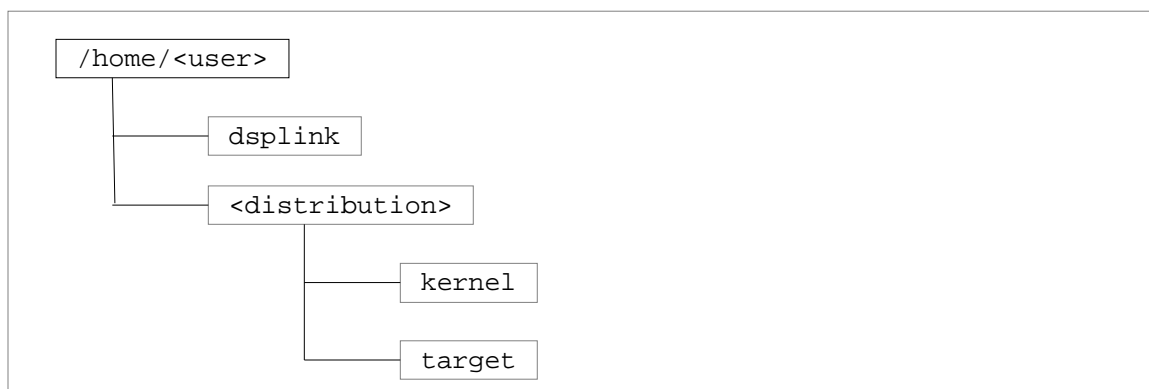 /home/<user>
dsplink
<distribution>
kernel
target